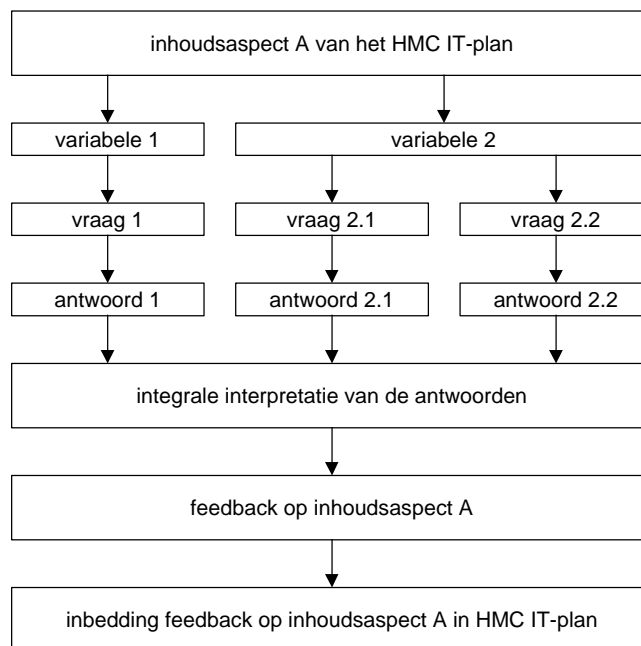 inhoudsaspect A van het HMC IT-plan
variabele 1
variabele 2
vraag 1
vraag 2.1
vraag 2.2
antwoord 1
antwoord 2.1
antwoord 2.2
integrale interpretatie van de antwoorden
feedback op inhoudsaspect A
inbedding feedback op inhoudsaspect A in HMC IT-plan